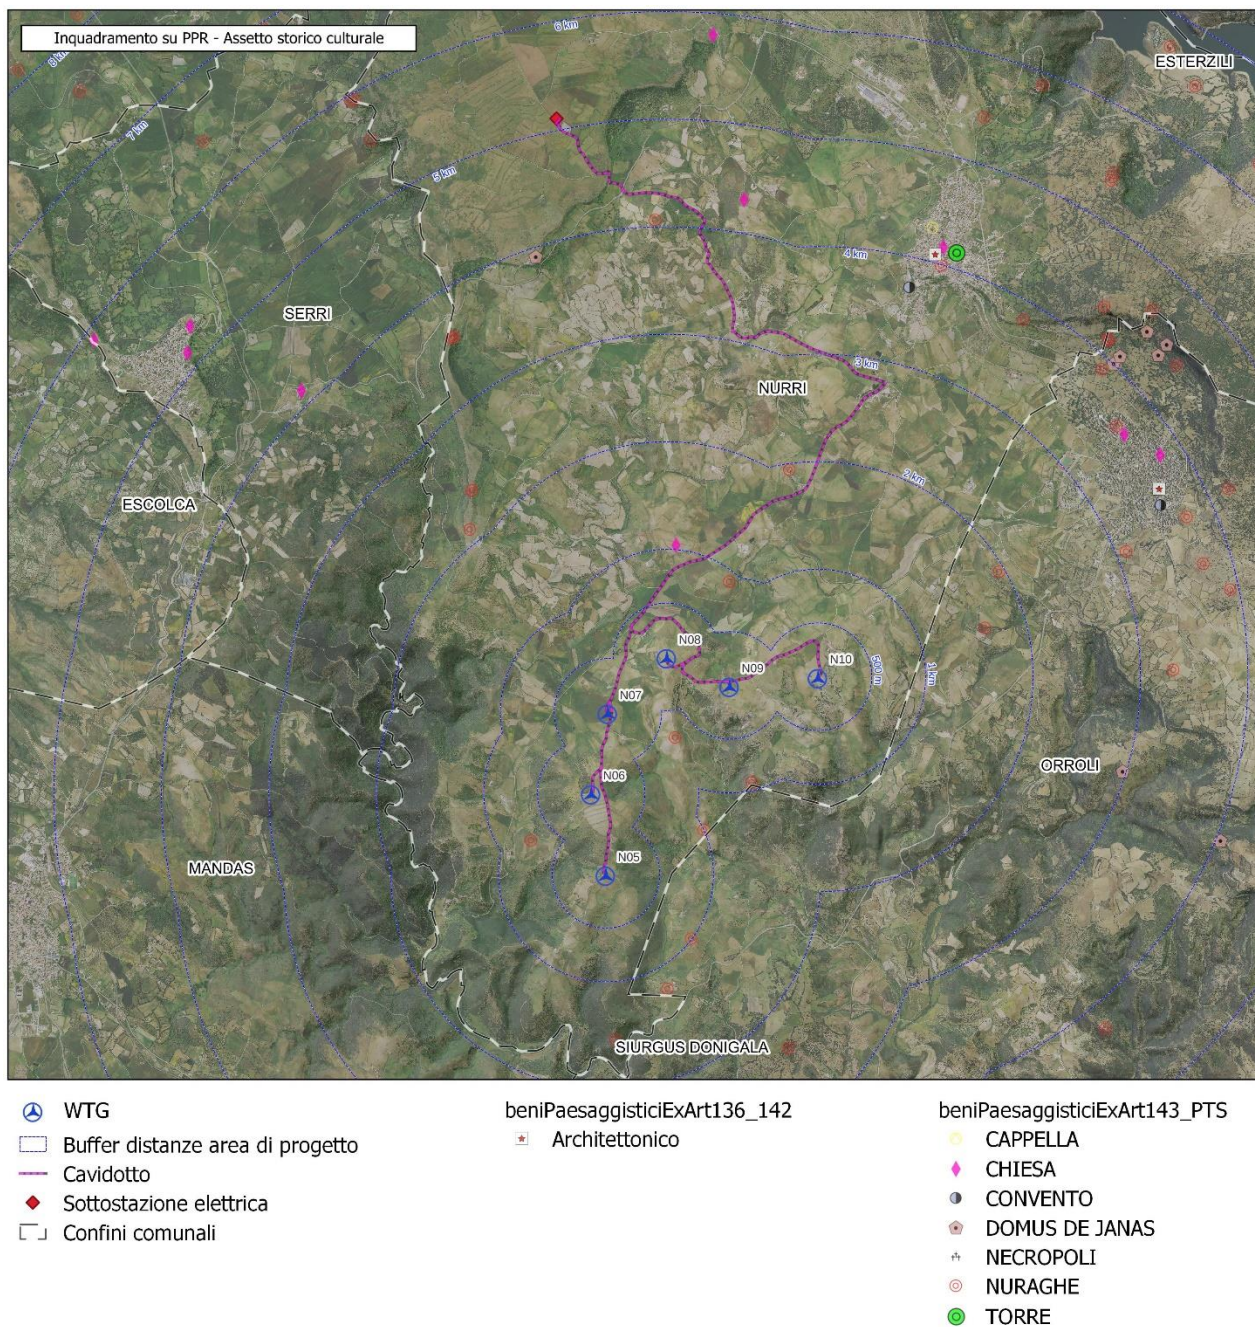 Inquadramento su PPR - Assetto storico culturale
6 km
ESTERZILI
8 km
7 km
5 km
4 km
SERRI
3 km
NURRI
2 km
ESCOLCA
N08
N09
N10
500 m
1 km
N07
ORROLI
N06
N05
MANDAS
SIURGUS DONIGALA
WTG
Buffer distanze area di progetto
Cavidotto
Sottostazione elettrica
Confini comunali
beniPaesaggisticiExArt136_142
Architettonico
beniPaesaggisticiExArt143_PTS
CAPPELLA
CHIESA
CONVENTO
DOMUS DE JANAS
NECROPOLI
NURAGHE
TORRE